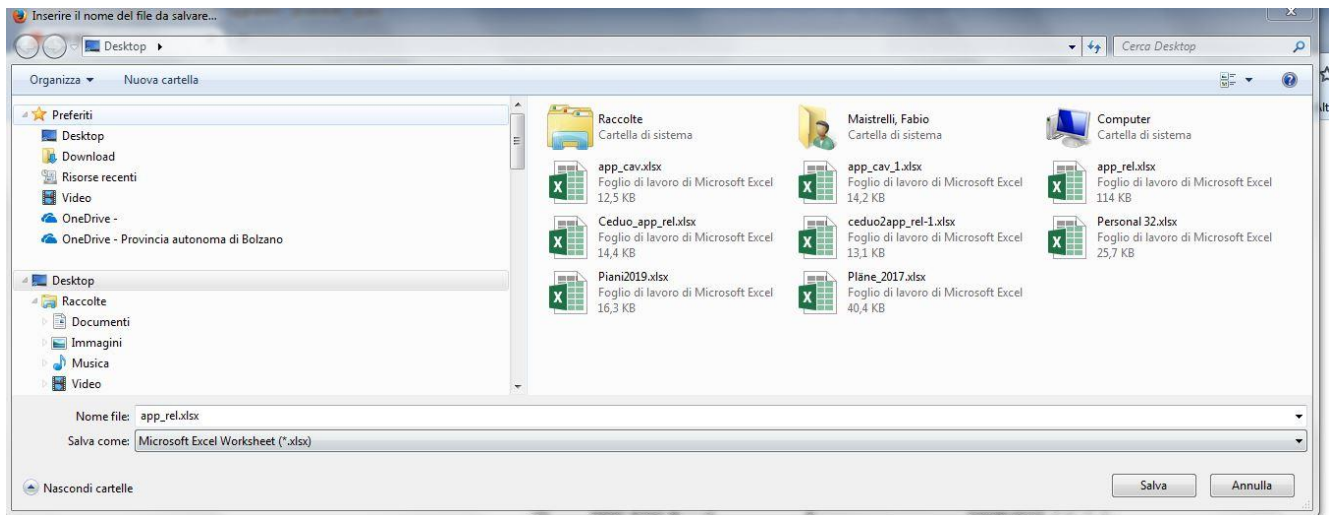 Inserire il nome del file da salvare...
Desktop
Cerca Desktop
Organizza
Nuova cartella
Preferiti
Desktop
Download
Risorse recenti
Video
OneDrive -
OneDrive - Provincia autonoma di Bolzano
Desktop
Raccolte
Documenti
Immagini
Musica
Video
Raccolte
Cartella di sistema
Maistrelli, Fabio
Cartella di sistema
Computer
Cartella di sistema
app_cav.xlsx
Foglio di lavoro di Microsoft Excel
12,5 KB
app_cav_1.xlsx
Foglio di lavoro di Microsoft Excel
14,2 KB
app_rel.xlsx
Foglio di lavoro di Microsoft Excel
114 KB
Ceduo_app_rel.xlsx
Foglio di lavoro di Microsoft Excel
14,4 KB
ceduo2app_rel-1.xlsx
Foglio di lavoro di Microsoft Excel
13,1 KB
Personal 32.xlsx
Foglio di lavoro di Microsoft Excel
25,7 KB
Piani2019.xlsx
Foglio di lavoro di Microsoft Excel
16,3 KB
Pläne_2017.xlsx
Foglio di lavoro di Microsoft Excel
40,4 KB
Nome file: app_rel.xlsx
Salva come: Microsoft Excel Worksheet (*.xlsx)
Nascondi cartelle
Salva
Annulla